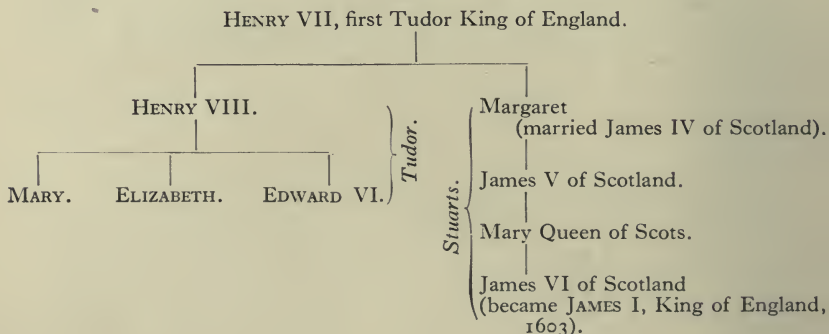 HENRY VII, first Tudor King of England.
HENRY VIII.
MARY. ELIZABETH. EDWARD VI.
Tudor.
Stuarts.
Margaret
(married James IV of Scotland).
James V of Scotland.
Mary Queen of Scots.
James VI of Scotland
(became JAMES I, King of England,
1603).